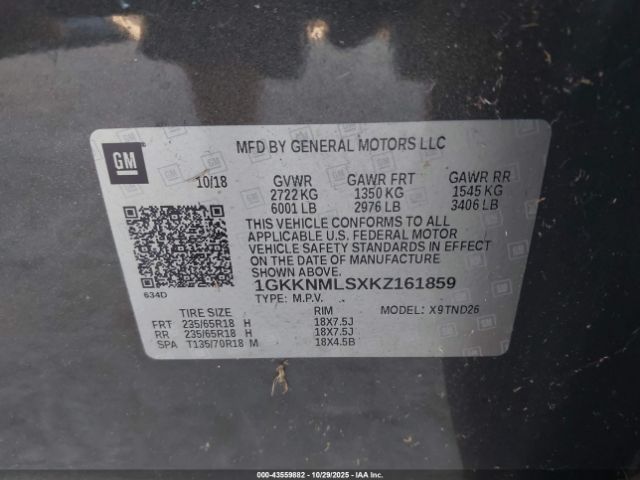 GM
MFD BY GENERAL MOTORS LLC
10/18 GVWR GAWR FRT GAWR RR
2722 KG 1350 KG 1545 KG
6001 LB 2976 LB 3406 LB
THIS VEHICLE CONFORMS TO ALL
APPLICABLE U.S. FEDERAL MOTOR
VEHICLE SAFETY STANDARDS IN EFFECT
ON THE DATE OF MANUFACTURE
SHOWN ABOVE.
1GKKNMLSXKZ161859
634D
TYPE: M.P.V. MODEL: X9TND26
TIRE SIZE RIM
FRT 235/65R18 H 18X7.5J
RR 235/65R18 H 18X7.5J
SPA T135/70R18 M 18X4.5B
Stock #: 43559882 | 10/29/2025 | IAAI.com